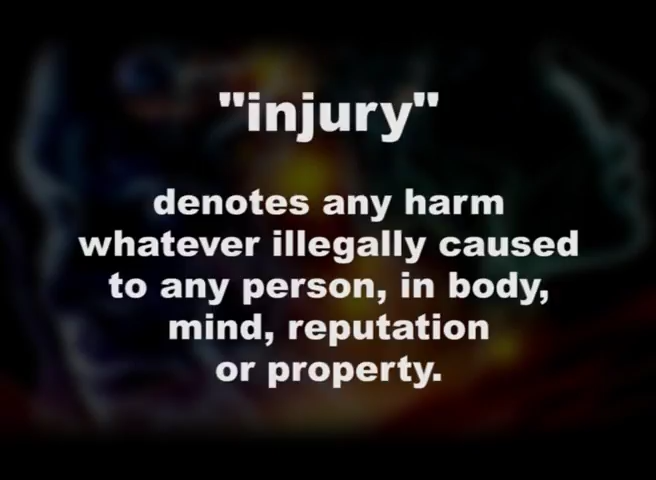 "injury"
denotes any harm
whatever illegally caused
to any person, in body,
mind, reputation
or property.